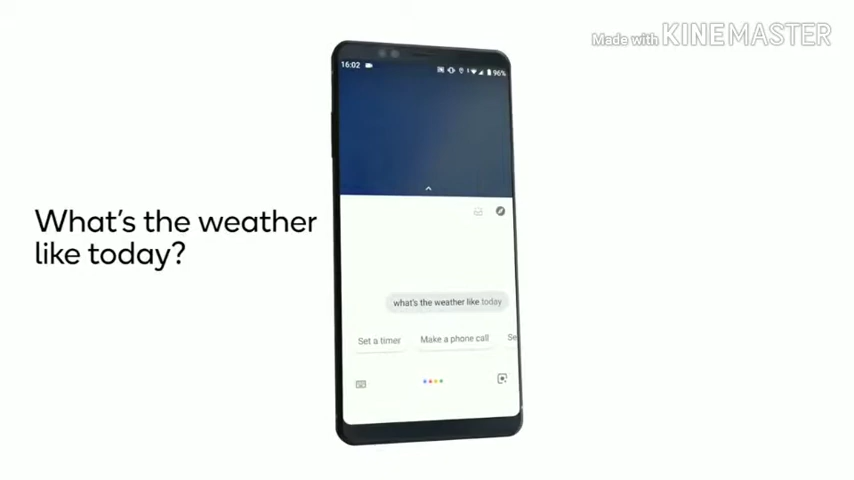 Made with KINEMASTER
16:02
96%
What's the weather
like today?
what's the weather like today
Set a timer
Make a phone call
Se